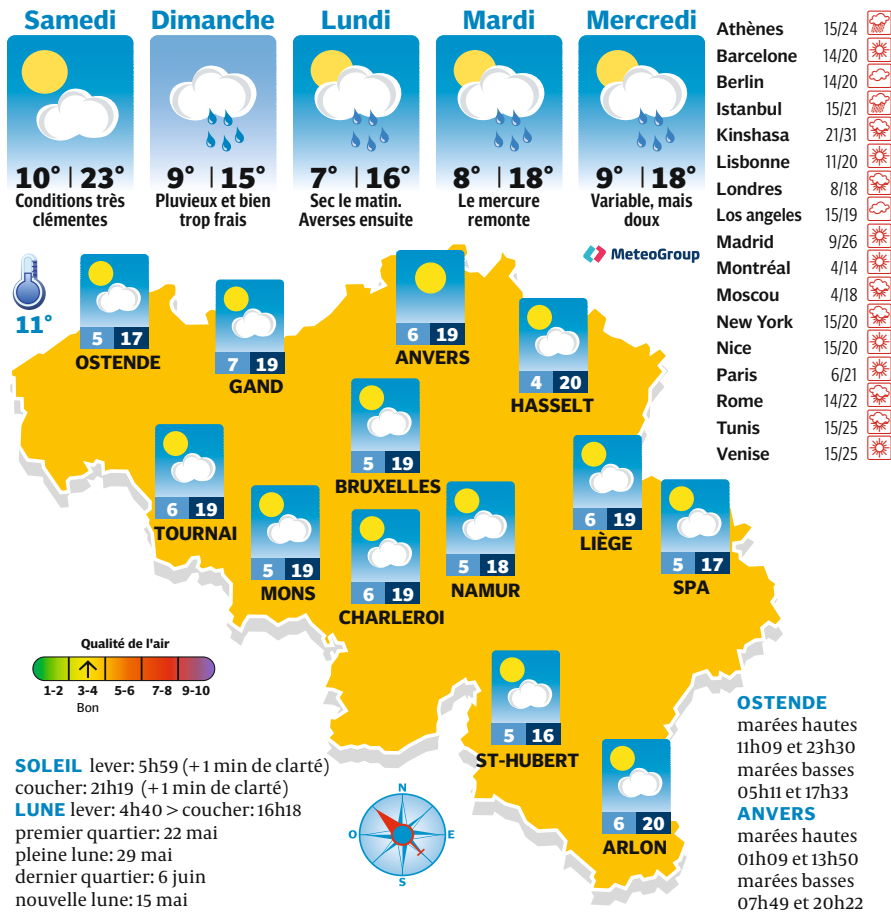 Samedi
10° | 23°
Conditions très
clémentes
Dimanche
9° | 15°
Pluvieux et bien
trop frais
Lundi
7° | 16°
Sec le matin.
Averses ensuite
Mardi
8° | 18°
Le mercure
remonte
Mercredi
9° | 18°
Variable, mais
doux
MeteoGroup
Athènes 15/24
Barcelone 14/20
Berlin 14/20
Istanbul 15/21
Kinshasa 21/31
Lisbonne 11/20
Londres 8/18
Los angeles 15/19
Madrid 9/26
Montréal 4/14
Moscou 4/18
New York 15/20
Nice 15/20
Paris 6/21
Rome 14/22
Tunis 15/25
Venise 15/25
11°
5 17
OSTENDE
7 19
GAND
6 19
ANVERS
4 20
HASSELT
5 19
BRUXELLES
6 19
TOURNAI
5 19
MONS
6 19
CHARLEROI
5 18
NAMUR
6 19
LIÈGE
5 17
SPA
5 16
ST-HUBERT
6 20
ARLON
Qualité de l'air
1-2 3-4 5-6 7-8 9-10
Bon
SOLEIL lever: 5h59 (+1 min de clarté)
coucher: 21h19 (+1 min de clarté)
LUNE lever: 4h40 > coucher: 16h18
premier quartier: 22 mai
pleine lune: 29 mai
dernier quartier: 6 juin
nouvelle lune: 15 mai
N
O E
S
OSTENDE
marées hautes
11h09 et 23h30
marées basses
05h11 et 17h33
ANVERS
marées hautes
01h09 et 13h50
marées basses
07h49 et 20h22